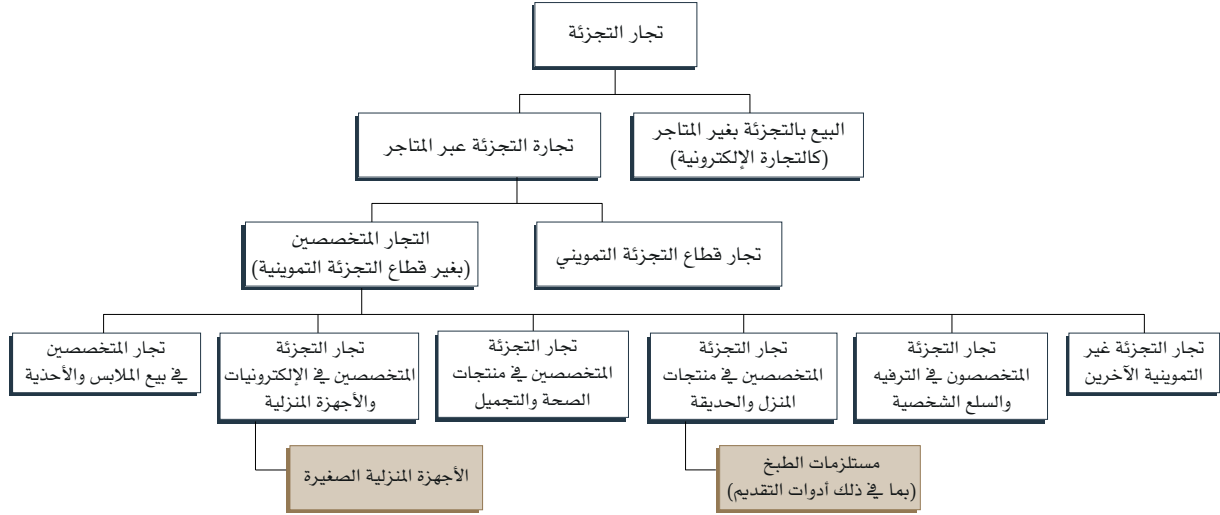 تجار التجزئة
البيع بالتجزئة بغير المتاجر
(كالتجارة الإلكترونية)
تجارة التجزئة عبر المتاجر
تجار قطاع التجزئة التمويني
التجار المتخصصين
(بغير قطاع التجزئة التموينية)
تجار التجزئة غير
التموينية الآخرين
تجار التجزئة
المتخصصون في الترفيه
والسلع الشخصية
تجار التجزئة
المتخصصين في منتجات
المنزل والحديقة
تجار التجزئة
المتخصصين في منتجات
الصحة والتجميل
تجار التجزئة
المتخصصين في الإلكترونيات
والأجهزة المنزلية
تجار المتخصصين
في بيع الملابس والأحذية
مستلزمات الطبخ
(بما في ذلك أدوات التقديم)
الأجهزة المنزلية الصغيرة